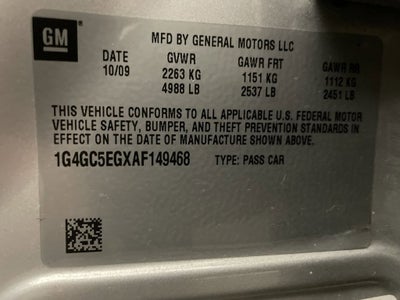 GM
MFD BY GENERAL MOTORS LLC
DATE GVWR GAWR FRT GAWR RR
10/09 2263 KG 1151 KG 1112 KG
4988 LB 2537 LB 2451 LB
THIS VEHICLE CONFORMS TO ALL APPLICABLE U.S. FEDERAL MOTOR
VEHICLE SAFETY, BUMPER, AND THEFT PREVENTION STANDARDS IN
EFFECT ON THE DATE OF MANUFACTURE SHOWN ABOVE.
1G4GC5EGXAF149468 TYPE: PASS CAR